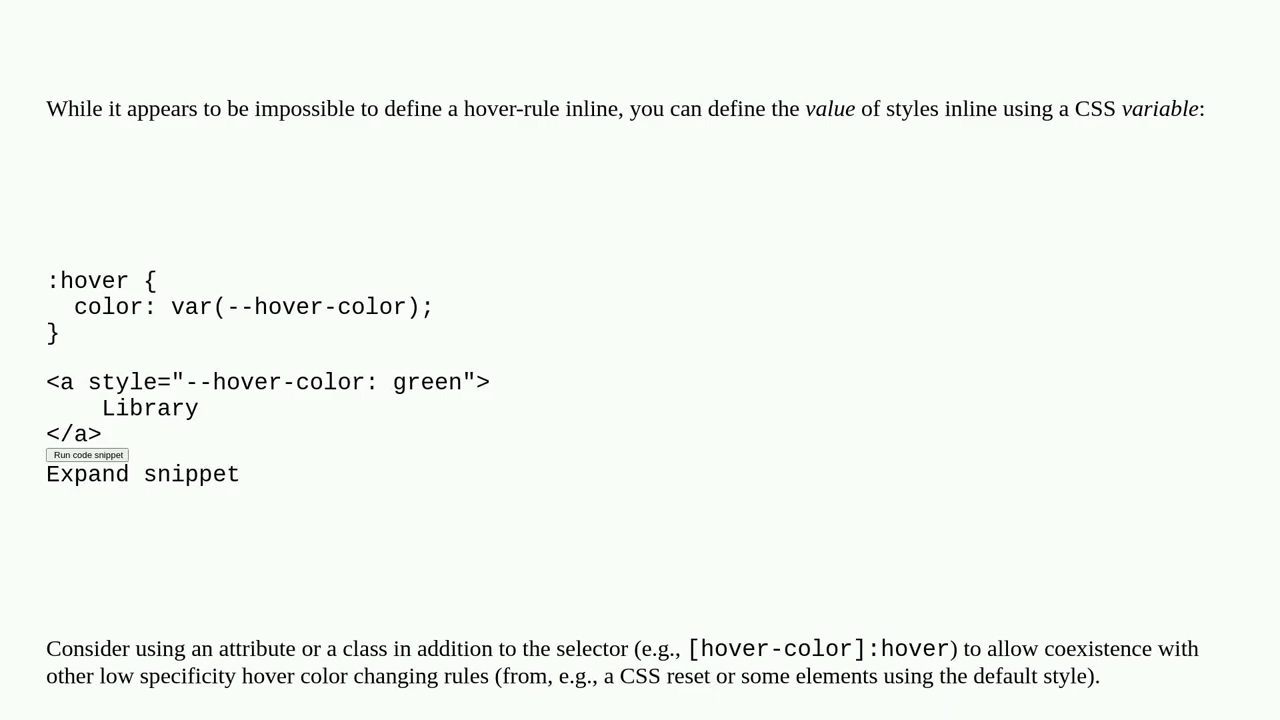 While it appears to be impossible to define a hover-rule inline, you can define the value of styles inline using a CSS variable:
:hover {
  color: var(--hover-color);
}
<a style="--hover-color: green">
    Library
</a>
Run code snippet
Expand snippet
Consider using an attribute or a class in addition to the selector (e.g., [hover-color]:hover) to allow coexistence with
other low specificity hover color changing rules (from, e.g., a CSS reset or some elements using the default style).